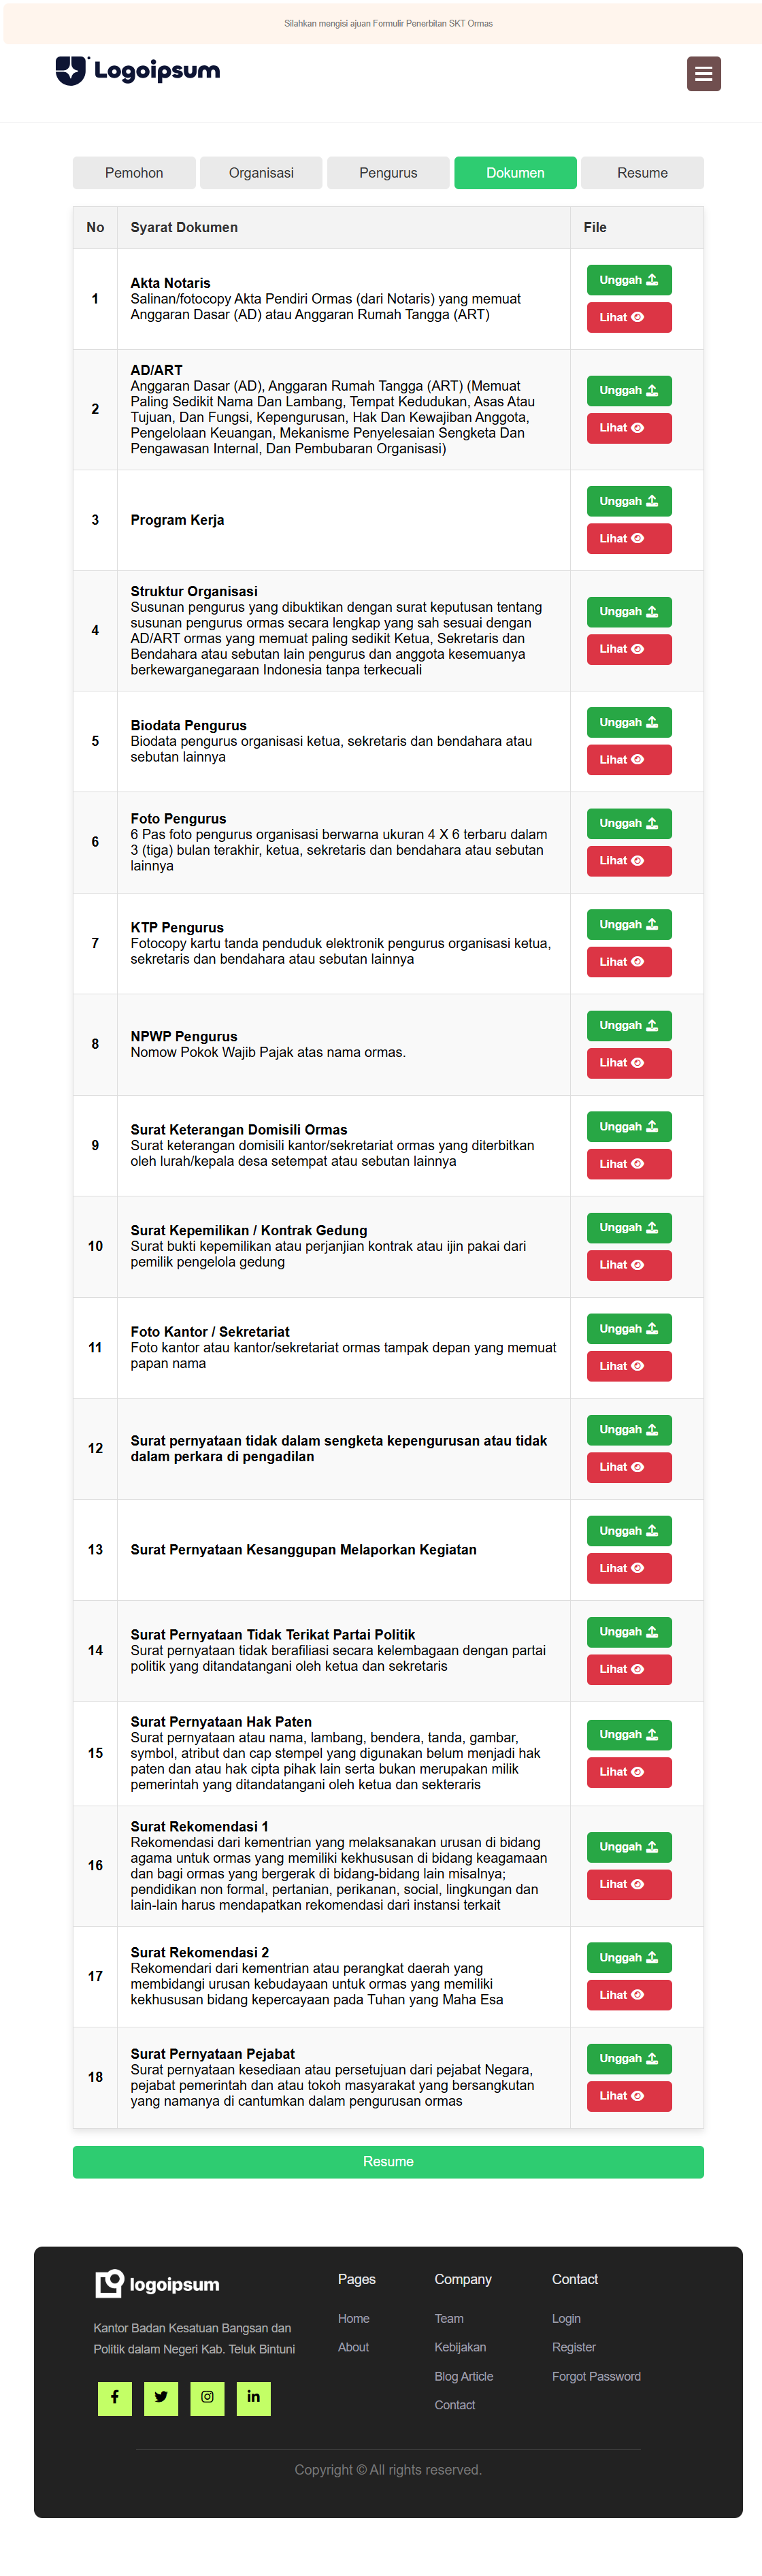 Silahkan mengisi ajuan Formulir Penerbitan SKT Ormas
Logoipsum
Pemohon
Organisasi
Pengurus
Dokumen
Resume
No
Syarat Dokumen
File
1
Akta Notaris
Salinan/fotocopy Akta Pendiri Ormas (dari Notaris) yang memuat
Anggaran Dasar (AD) atau Anggaran Rumah Tangga (ART)
Unggah
Lihat
2
AD/ART
Anggaran Dasar (AD), Anggaran Rumah Tangga (ART) (Memuat
Paling Sedikit Nama Dan Lambang, Tempat Kedudukan, Asas Atau
Tujuan, Dan Fungsi, Kepengurusan, Hak Dan Kewajiban Anggota,
Pengelolaan Keuangan, Mekanisme Penyelesaian Sengketa Dan
Pengawasan Internal, Dan Pembubaran Organisasi)
Unggah
Lihat
3
Program Kerja
Unggah
Lihat
4
Struktur Organisasi
Susunan pengurus yang dibuktikan dengan surat keputusan tentang
susunan pengurus ormas secara lengkap yang sah sesuai dengan
AD/ART ormas yang memuat paling sedikit Ketua, Sekretaris dan
Bendahara atau sebutan lain pengurus dan anggota kesemuanya
berkewarganegaraan Indonesia tanpa terkecuali
Unggah
Lihat
5
Biodata Pengurus
Biodata pengurus organisasi ketua, sekretaris dan bendahara atau
sebutan lainnya
Unggah
Lihat
6
Foto Pengurus
6 Pas foto pengurus organisasi berwarna ukuran 4 X 6 terbaru dalam
3 (tiga) bulan terakhir, ketua, sekretaris dan bendahara atau sebutan
lainnya
Unggah
Lihat
7
KTP Pengurus
Fotocopy kartu tanda penduduk elektronik pengurus organisasi ketua,
sekretaris dan bendahara atau sebutan lainnya
Unggah
Lihat
8
NPWP Pengurus
Nomow Pokok Wajib Pajak atas nama ormas.
Unggah
Lihat
9
Surat Keterangan Domisili Ormas
Surat keterangan domisili kantor/sekretariat ormas yang diterbitkan
oleh lurah/kepala desa setempat atau sebutan lainnya
Unggah
Lihat
10
Surat Kepemilikan / Kontrak Gedung
Surat bukti kepemilikan atau perjanjian kontrak atau ijin pakai dari
pemilik pengelola gedung
Unggah
Lihat
11
Foto Kantor / Sekretariat
Foto kantor atau kantor/sekretariat ormas tampak depan yang memuat
papan nama
Unggah
Lihat
12
Surat pernyataan tidak dalam sengketa kepengurusan atau tidak
dalam perkara di pengadilan
Unggah
Lihat
13
Surat Pernyataan Kesanggupan Melaporkan Kegiatan
Unggah
Lihat
14
Surat Pernyataan Tidak Terikat Partai Politik
Surat pernyataan tidak berafiliasi secara kelembagaan dengan partai
politik yang ditandatangani oleh ketua dan sekretaris
Unggah
Lihat
15
Surat Pernyataan Hak Paten
Surat pernyataan atau nama, lambang, bendera, tanda, gambar,
symbol, atribut dan cap stempel yang digunakan belum menjadi hak
paten dan atau hak cipta pihak lain serta bukan merupakan milik
pemerintah yang ditandatangani oleh ketua dan sekteraris
Unggah
Lihat
16
Surat Rekomendasi 1
Rekomendasi dari kementrian yang melaksanakan urusan di bidang
agama untuk ormas yang memiliki kekhususan di bidang keagamaan
dan bagi ormas yang bergerak di bidang-bidang lain misalnya;
pendidikan non formal, pertanian, perikanan, social, lingkungan dan
lain-lain harus mendapatkan rekomendasi dari instansi terkait
Unggah
Lihat
17
Surat Rekomendasi 2
Rekomendari dari kementrian atau perangkat daerah yang
membidangi urusan kebudayaan untuk ormas yang memiliki
kekhususan bidang kepercayaan pada Tuhan yang Maha Esa
Unggah
Lihat
18
Surat Pernyataan Pejabat
Surat pernyataan kesediaan atau persetujuan dari pejabat Negara,
pejabat pemerintah dan atau tokoh masyarakat yang bersangkutan
yang namanya di cantumkan dalam pengurusan ormas
Unggah
Lihat
Resume
logoipsum
Kantor Badan Kesatuan Bangsan dan
Politik dalam Negeri Kab. Teluk Bintuni
Pages
Home
About
Company
Team
Kebijakan
Blog Article
Contact
Contact
Login
Register
Forgot Password
Copyright © All rights reserved.